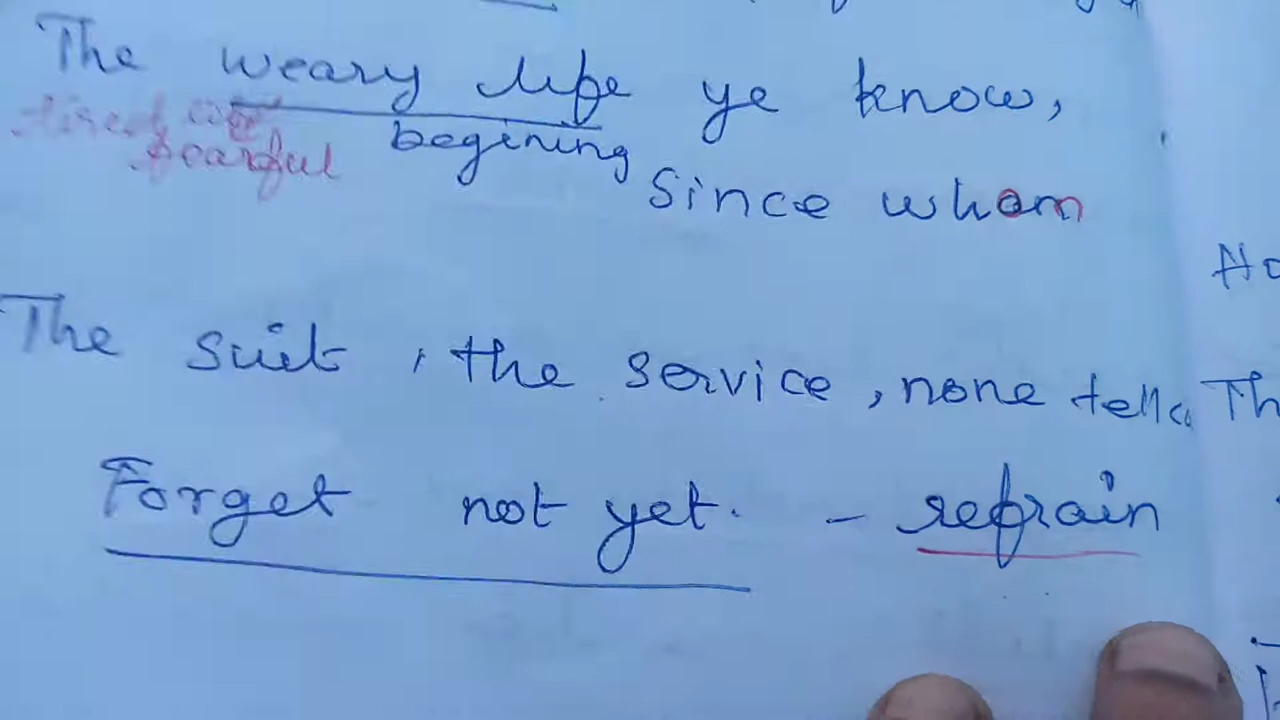 The weary life ye know,
tired
fearful
begining
Since whom
The suit, the service, none tells
Forget not yet. - refrain